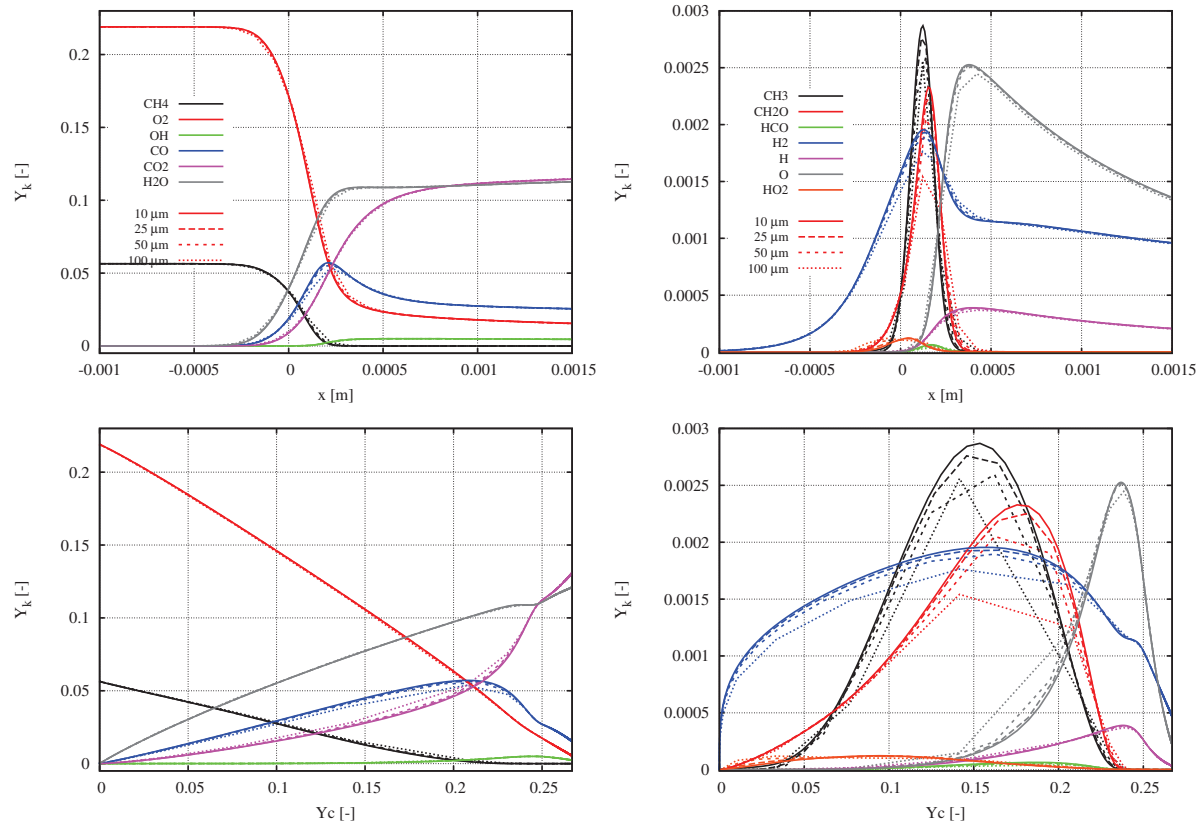 0.2
0.15
0.1
0.05
0
Y_k [-]
CH4
O2
OH
CO
CO2
H2O
10 μm
25 μm
50 μm
100 μm
-0.001
-0.0005
0
0.0005
0.001
0.0015
x [m]
0.003
0.0025
0.002
0.0015
0.001
0.0005
0
Y_k [-]
CH3
CH2O
HCO
H2
H
O
HO2
10 μm
25 μm
50 μm
100 μm
-0.001
-0.0005
0
0.0005
0.001
0.0015
x [m]
0.2
0.15
0.1
0.05
0
Y_k [-]
0
0.05
0.1
0.15
0.2
0.25
Yc [-]
0.003
0.0025
0.002
0.0015
0.001
0.0005
0
Y_k [-]
0
0.05
0.1
0.15
0.2
0.25
Yc [-]